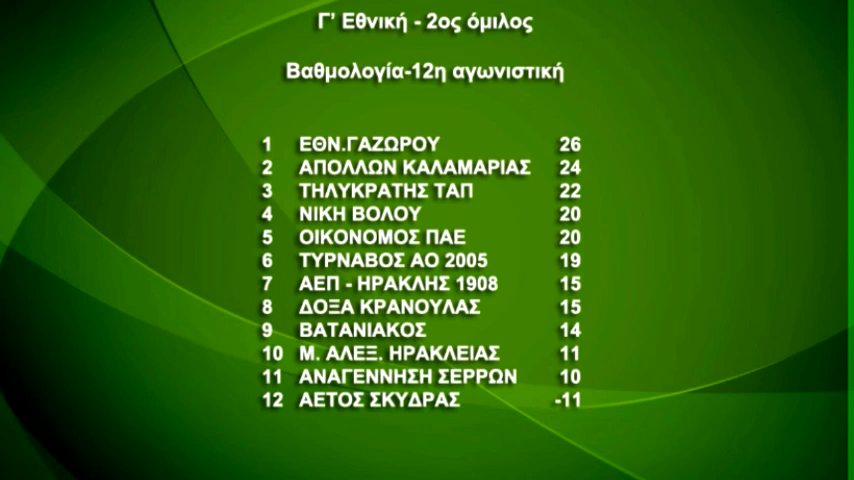 Γ’ Εθνική - 2ος όμιλος
Βαθμολογία-12η αγωνιστική
1 ΕΘΝ.ΓΑΖΩΡΟΥ 26
2 ΑΠΟΛΛΩΝ ΚΑΛΑΜΑΡΙΑΣ 24
3 ΤΗΛΥΚΡΑΤΗΣ ΤΑΠ 22
4 ΝΙΚΗ ΒΟΛΟΥ 20
5 ΟΙΚΟΝΟΜΟΣ ΠΑΕ 20
6 ΤΥΡΝΑΒΟΣ ΑΟ 2005 19
7 ΑΕΠ - ΗΡΑΚΛΗΣ 1908 15
8 ΔΟΞΑ ΚΡΑΝΟΥΛΑΣ 15
9 ΒΑΤΑΝΙΑΚΟΣ 14
10 Μ. ΑΛΕΞ. ΗΡΑΚΛΕΙΑΣ 11
11 ΑΝΑΓΕΝΝΗΣΗ ΣΕΡΡΩΝ 10
12 ΑΕΤΟΣ ΣΚΥΔΡΑΣ -11